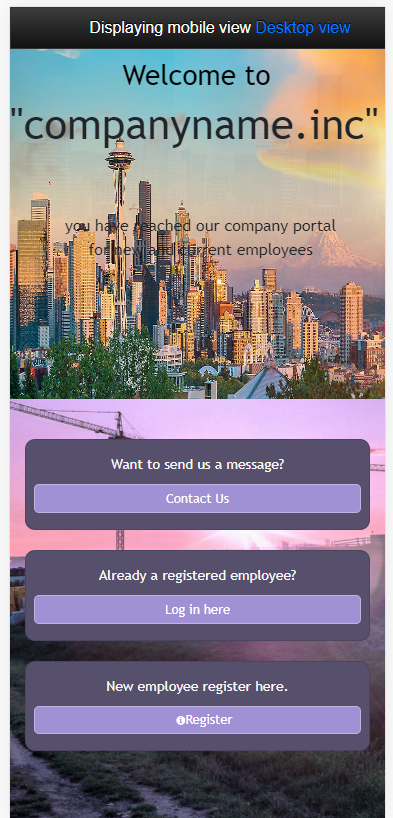 Displaying mobile view Desktop view
Welcome to
"companyname.inc"
you have reached our company portal
for new and current employees
Want to send us a message?
Contact Us
Already a registered employee?
Log in here
New employee register here.
Register